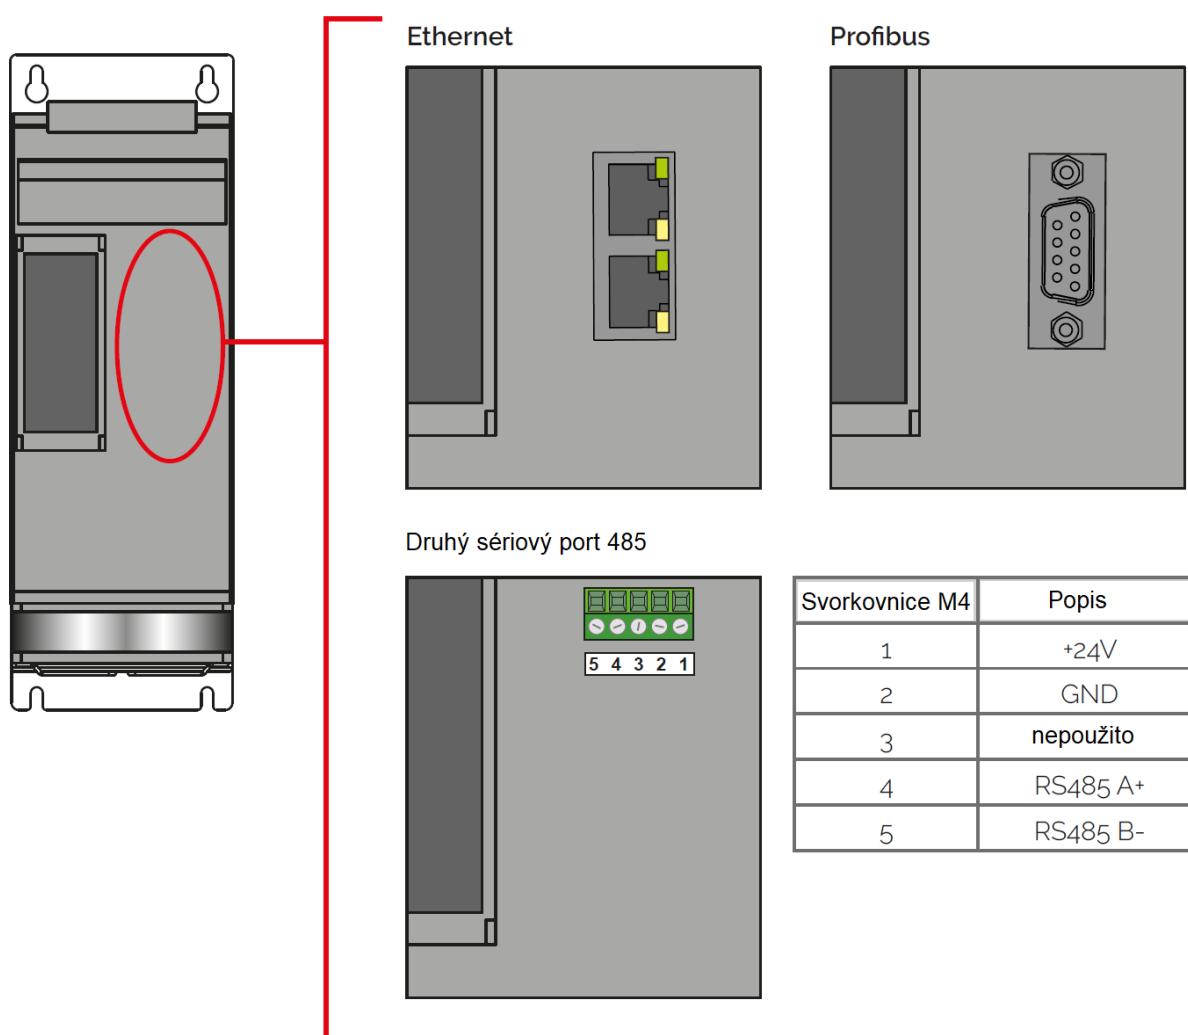 Ethernet
Profibus
Druhý sériový port 485
5 4 3 2 1
Svorkovnice M4 Popis
1 +24V
2 GND
3 nepoužito
4 RS485 A+
5 RS485 B-